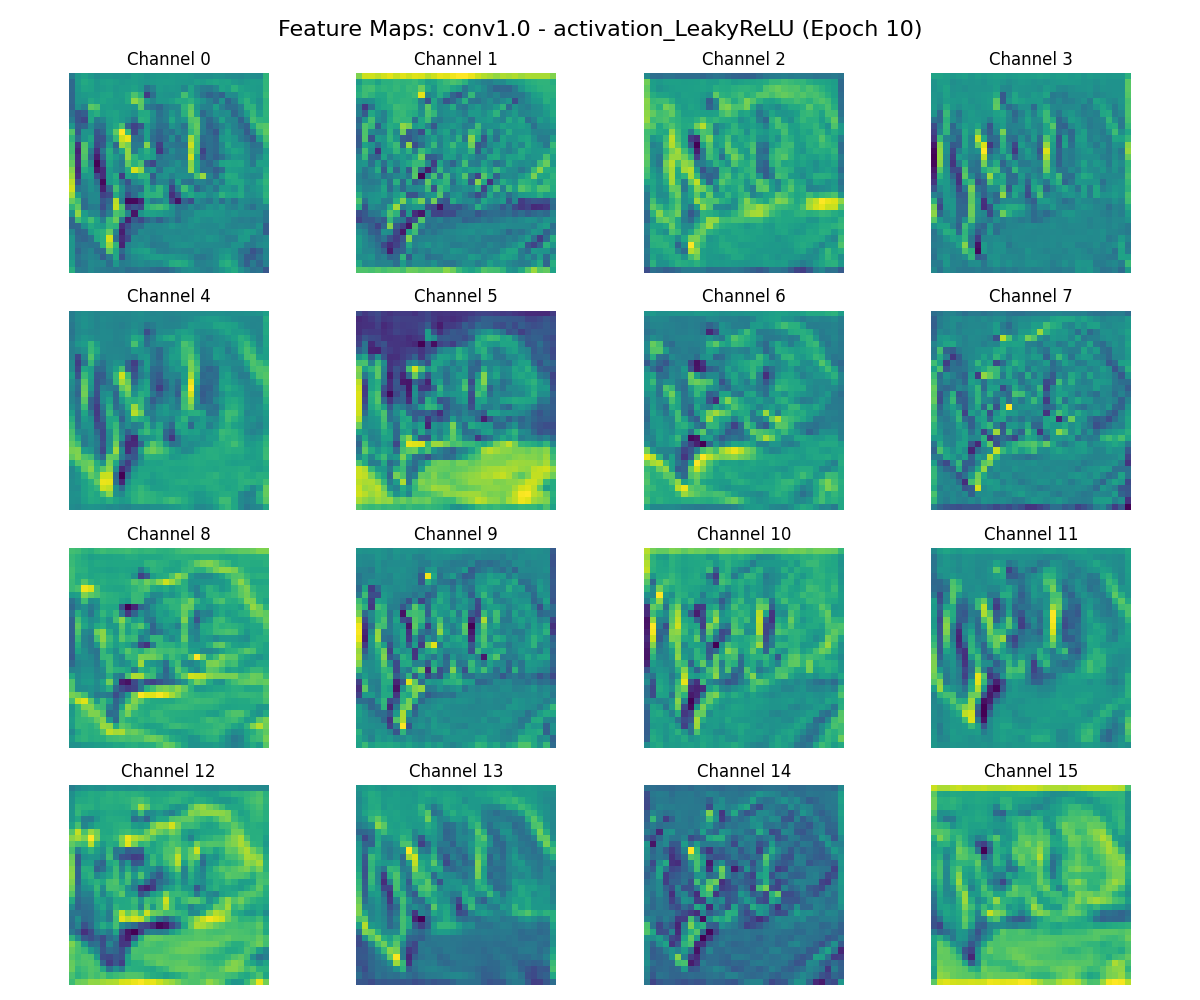 Feature Maps: conv1.0 - activation_LeakyReLU (Epoch 10)
Channel 0 Channel 1 Channel 2 Channel 3
Channel 4 Channel 5 Channel 6 Channel 7
Channel 8 Channel 9 Channel 10 Channel 11
Channel 12 Channel 13 Channel 14 Channel 15